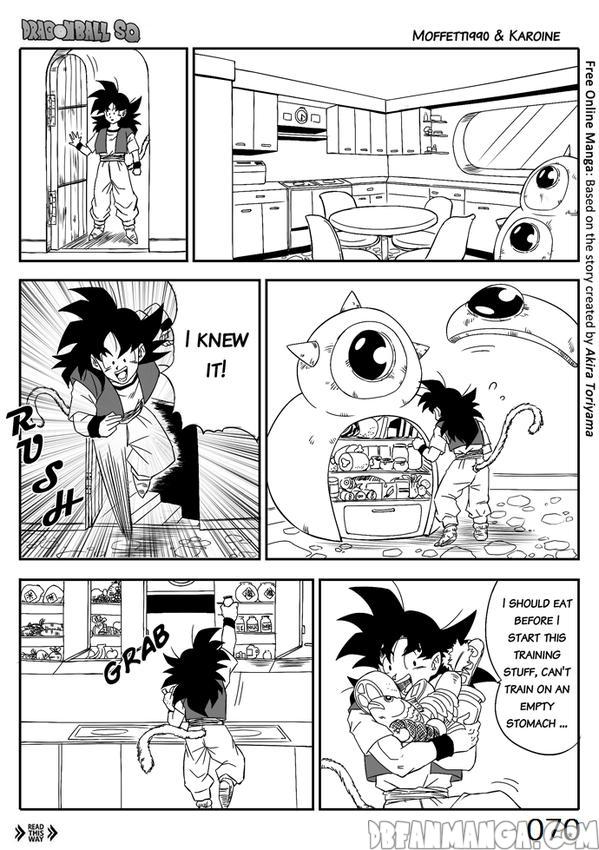 DRAGONBALL SQ
MOFFETT1990 & KAROINE
Free Online Manga: Based on the story created by Akira Toriyama
I KNEW
IT!
RUSH
GRAB
I SHOULD EAT
BEFORE I
START THIS
TRAINING
STUFF, CAN'T
TRAIN ON AN
EMPTY
STOMACH ...
READ
THIS
WAY
070
DBFANMANGA.COM